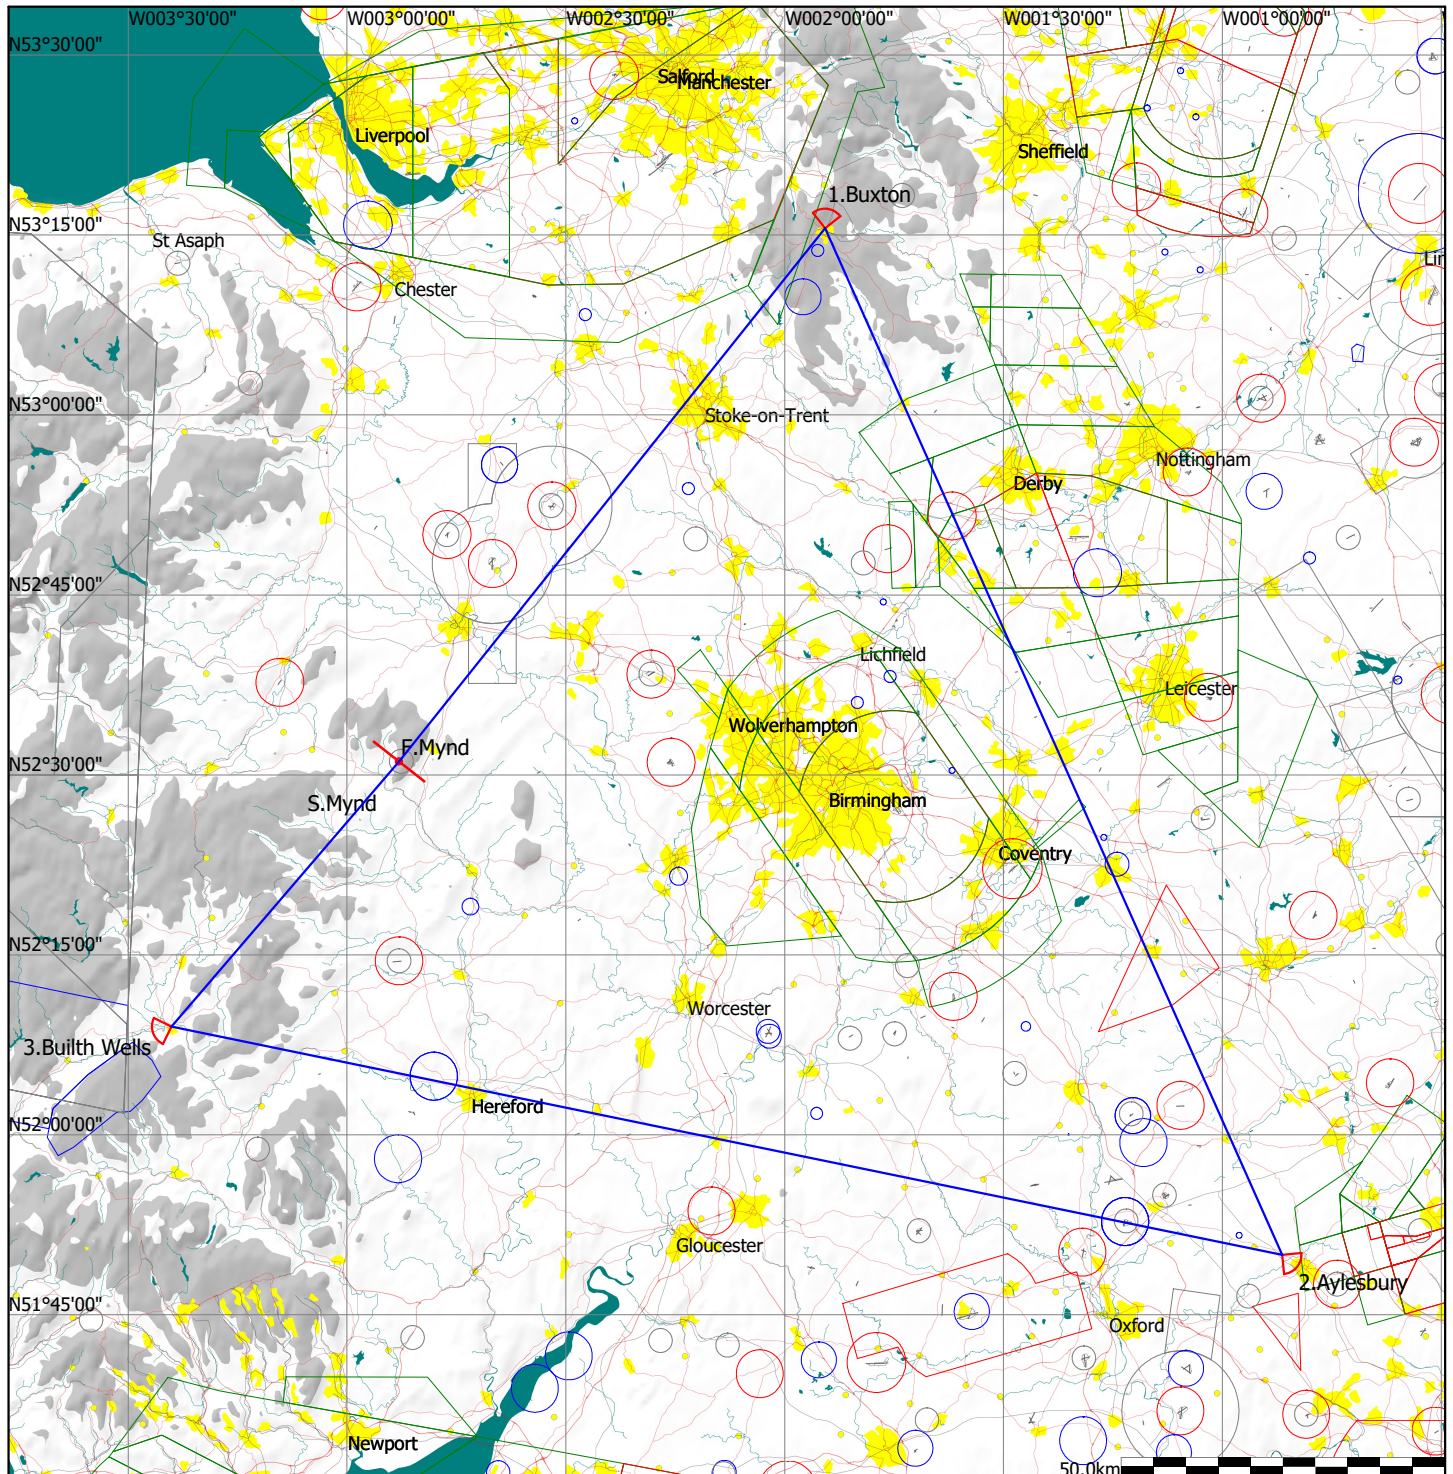 W003°30'00" W003°00'00" W002°30'00" W002°00'00" W001°30'00" W001°00'00"
N53°30'00"
Salford
Manchester
Liverpool
Sheffield
1.Buxton
N53°15'00"
St Asaph
Lin
Chester
N53°00'00"
Stoke-on-Trent
Nottingham
Derby
N52°45'00"
Lichfield
Leicester
Wolverhampton
F.Mynd
N52°30'00"
S.Mynd
Birmingham
Coventry
N52°15'00"
Worcester
3.Builth Wells
Hereford
N52°00'00"
Gloucester
2.Aylesbury
N51°45'00"
Oxford
Newport
50.0km